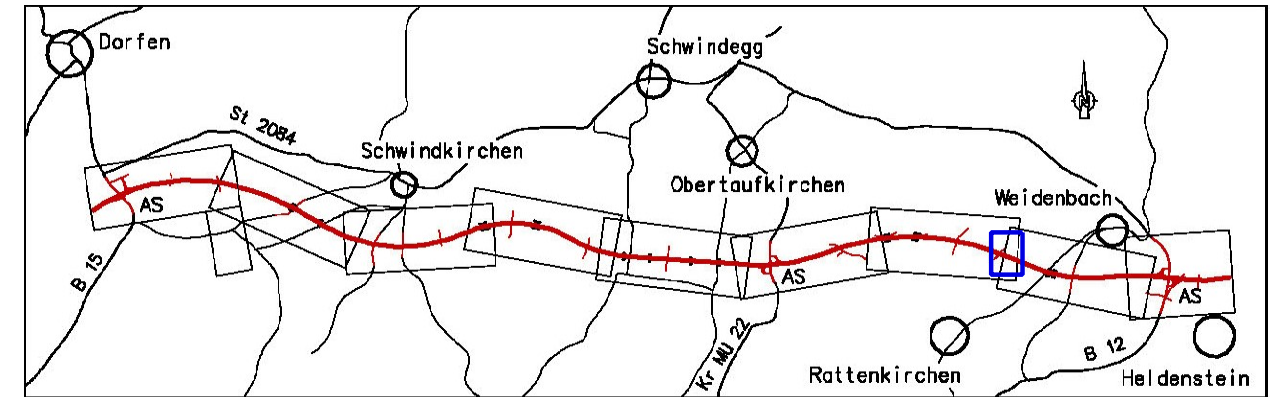 Dorfen
Schwindegg
St 2084
Schwindkirchen
Obertaufkirchen
Weidenbach
N
AS
B 15
AS
AS
Kr MÜ 22
B 12
Rattenkirchen
Heldenstein